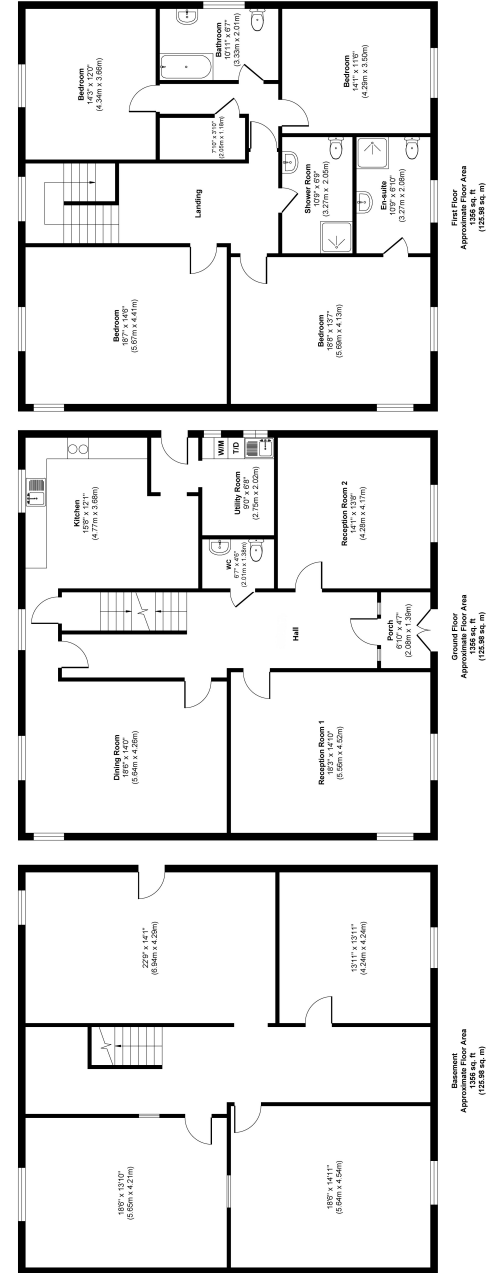 Basement
Approximate Floor Area
1356 sq. ft
(125.98 sq. m)
18'6" x 13'10"
(5.65m x 4.21m)
22'9" x 14'1"
(6.94m x 4.29m)
18'6" x 14'11"
(5.64m x 4.54m)
13'11" x 13'11"
(4.24m x 4.24m)
Ground Floor
Approximate Floor Area
1356 sq. ft
(125.98 sq. m)
Dining Room
18'6" x 14'0"
(5.64m x 4.26m)
Kitchen
15'8" x 12'1"
(4.77m x 3.68m)
WC
6'7" x 4'6"
(2.01m x 1.38m)
Utility Room
9'0" x 6'8"
(2.75m x 2.02m)
W/M
T/D
Hall
Reception Room 1
18'3" x 14'10"
(5.56m x 4.52m)
Porch
6'10" x 4'7"
(2.08m x 1.39m)
Reception Room 2
14'1" x 13'8"
(4.28m x 4.17m)
First Floor
Approximate Floor Area
1356 sq. ft
(125.98 sq. m)
Bedroom
18'7" x 14'6"
(5.67m x 4.41m)
Bedroom
14'3" x 12'0"
(4.34m x 3.66m)
Bathroom
10'11" x 6'7"
(3.33m x 2.01m)
7'10" x 3'10"
(2.05m x 1.18m)
Landing
Shower Room
10'9" x 6'9"
(3.27m x 2.05m)
Bedroom
18'8" x 13'7"
(5.69m x 4.13m)
En-suite
10'9" x 6'10"
(3.27m x 2.08m)
Bedroom
14'1" x 11'6"
(4.29m x 3.50m)